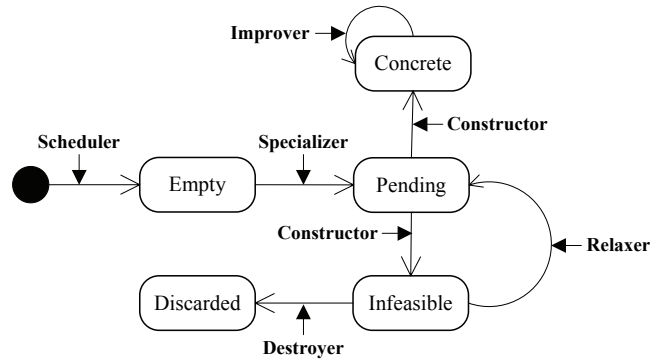 Improver
Concrete
Constructor
Scheduler
Specializer
Empty
Pending
Constructor
Relaxer
Discarded
Infeasible
Destroyer